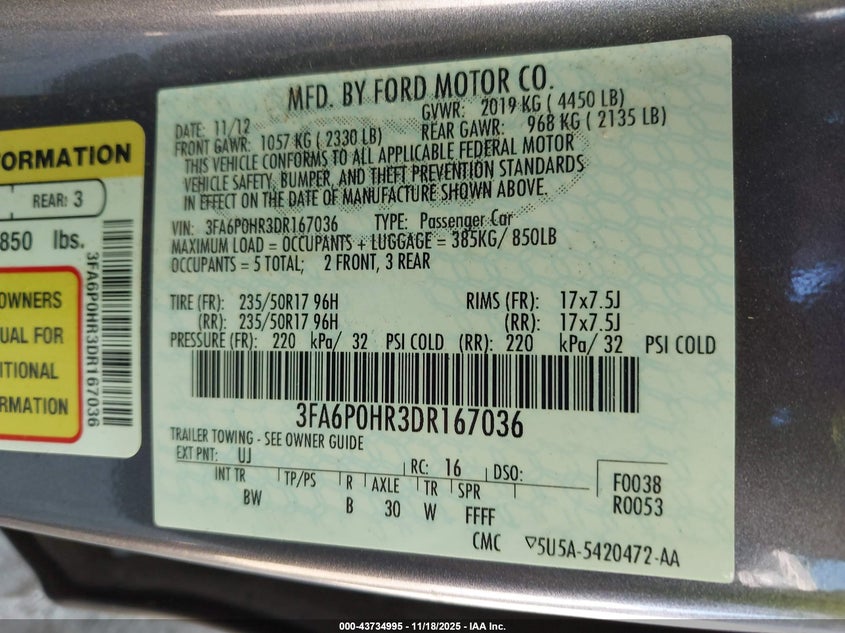 FORMATION
REAR: 3
850 lbs.
OWNERS
UAL FOR
ITIONAL
RMATION
3FA6P0HR3DR167036
MFD. BY FORD MOTOR CO.
DATE: 11/12 GVWR: 2019 KG ( 4450 LB)
FRONT GAWR: 1057 KG ( 2330 LB) REAR GAWR: 968 KG ( 2135 LB)
THIS VEHICLE CONFORMS TO ALL APPLICABLE FEDERAL MOTOR
VEHICLE SAFETY, BUMPER, AND THEFT PREVENTION STANDARDS
IN EFFECT ON THE DATE OF MANUFACTURE SHOWN ABOVE.
VIN: 3FA6P0HR3DR167036 TYPE: Passenger Car
MAXIMUM LOAD = OCCUPANTS + LUGGAGE = 385KG/ 850LB
OCCUPANTS = 5 TOTAL; 2 FRONT, 3 REAR
TIRE (FR): 235/50R17 96H RIMS (FR): 17x7.5J
(RR): 235/50R17 96H (RR): 17x7.5J
PRESSURE (FR): 220 kPa/ 32 PSI COLD (RR): 220 kPa/ 32 PSI COLD
3FA6P0HR3DR167036
TRAILER TOWING - SEE OWNER GUIDE
EXT PNT: UJ RC: 16 DSO: F0038
INT TR TP/PS R AXLE TR SPR R0053
BW B 30 W FFFF
CMC ▽5U5A-5420472-AA
000-43734995 - 11/18/2025 - IAA Inc.